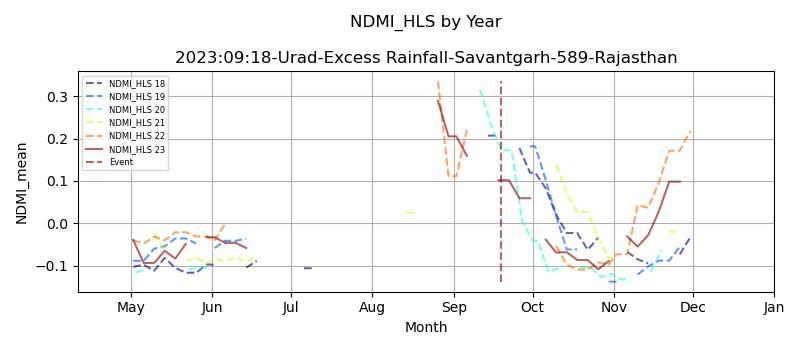 NDMI_HLS by Year
2023:09:18-Urad-Excess Rainfall-Savantgarh-589-Rajasthan
NDMI_HLS 18
NDMI_HLS 19
NDMI_HLS 20
NDMI_HLS 21
NDMI_HLS 22
NDMI_HLS 23
Event
NDMI_mean
0.3
0.2
0.1
0.0
−0.1
May Jun Jul Aug Sep Oct Nov Dec Jan
Month